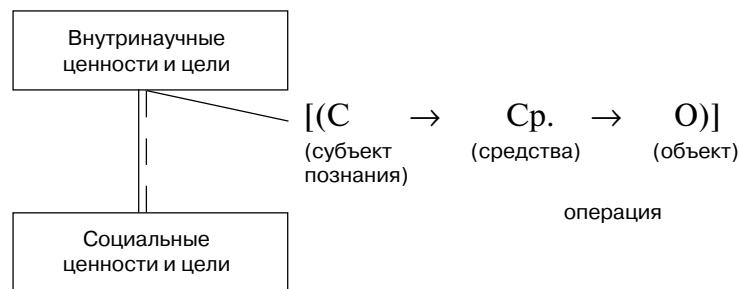 Внутринаучные
ценности и цели
[(С → Ср. → О)]
(субъект (средства) (объект)
познания)
операция
Социальные
ценности и цели